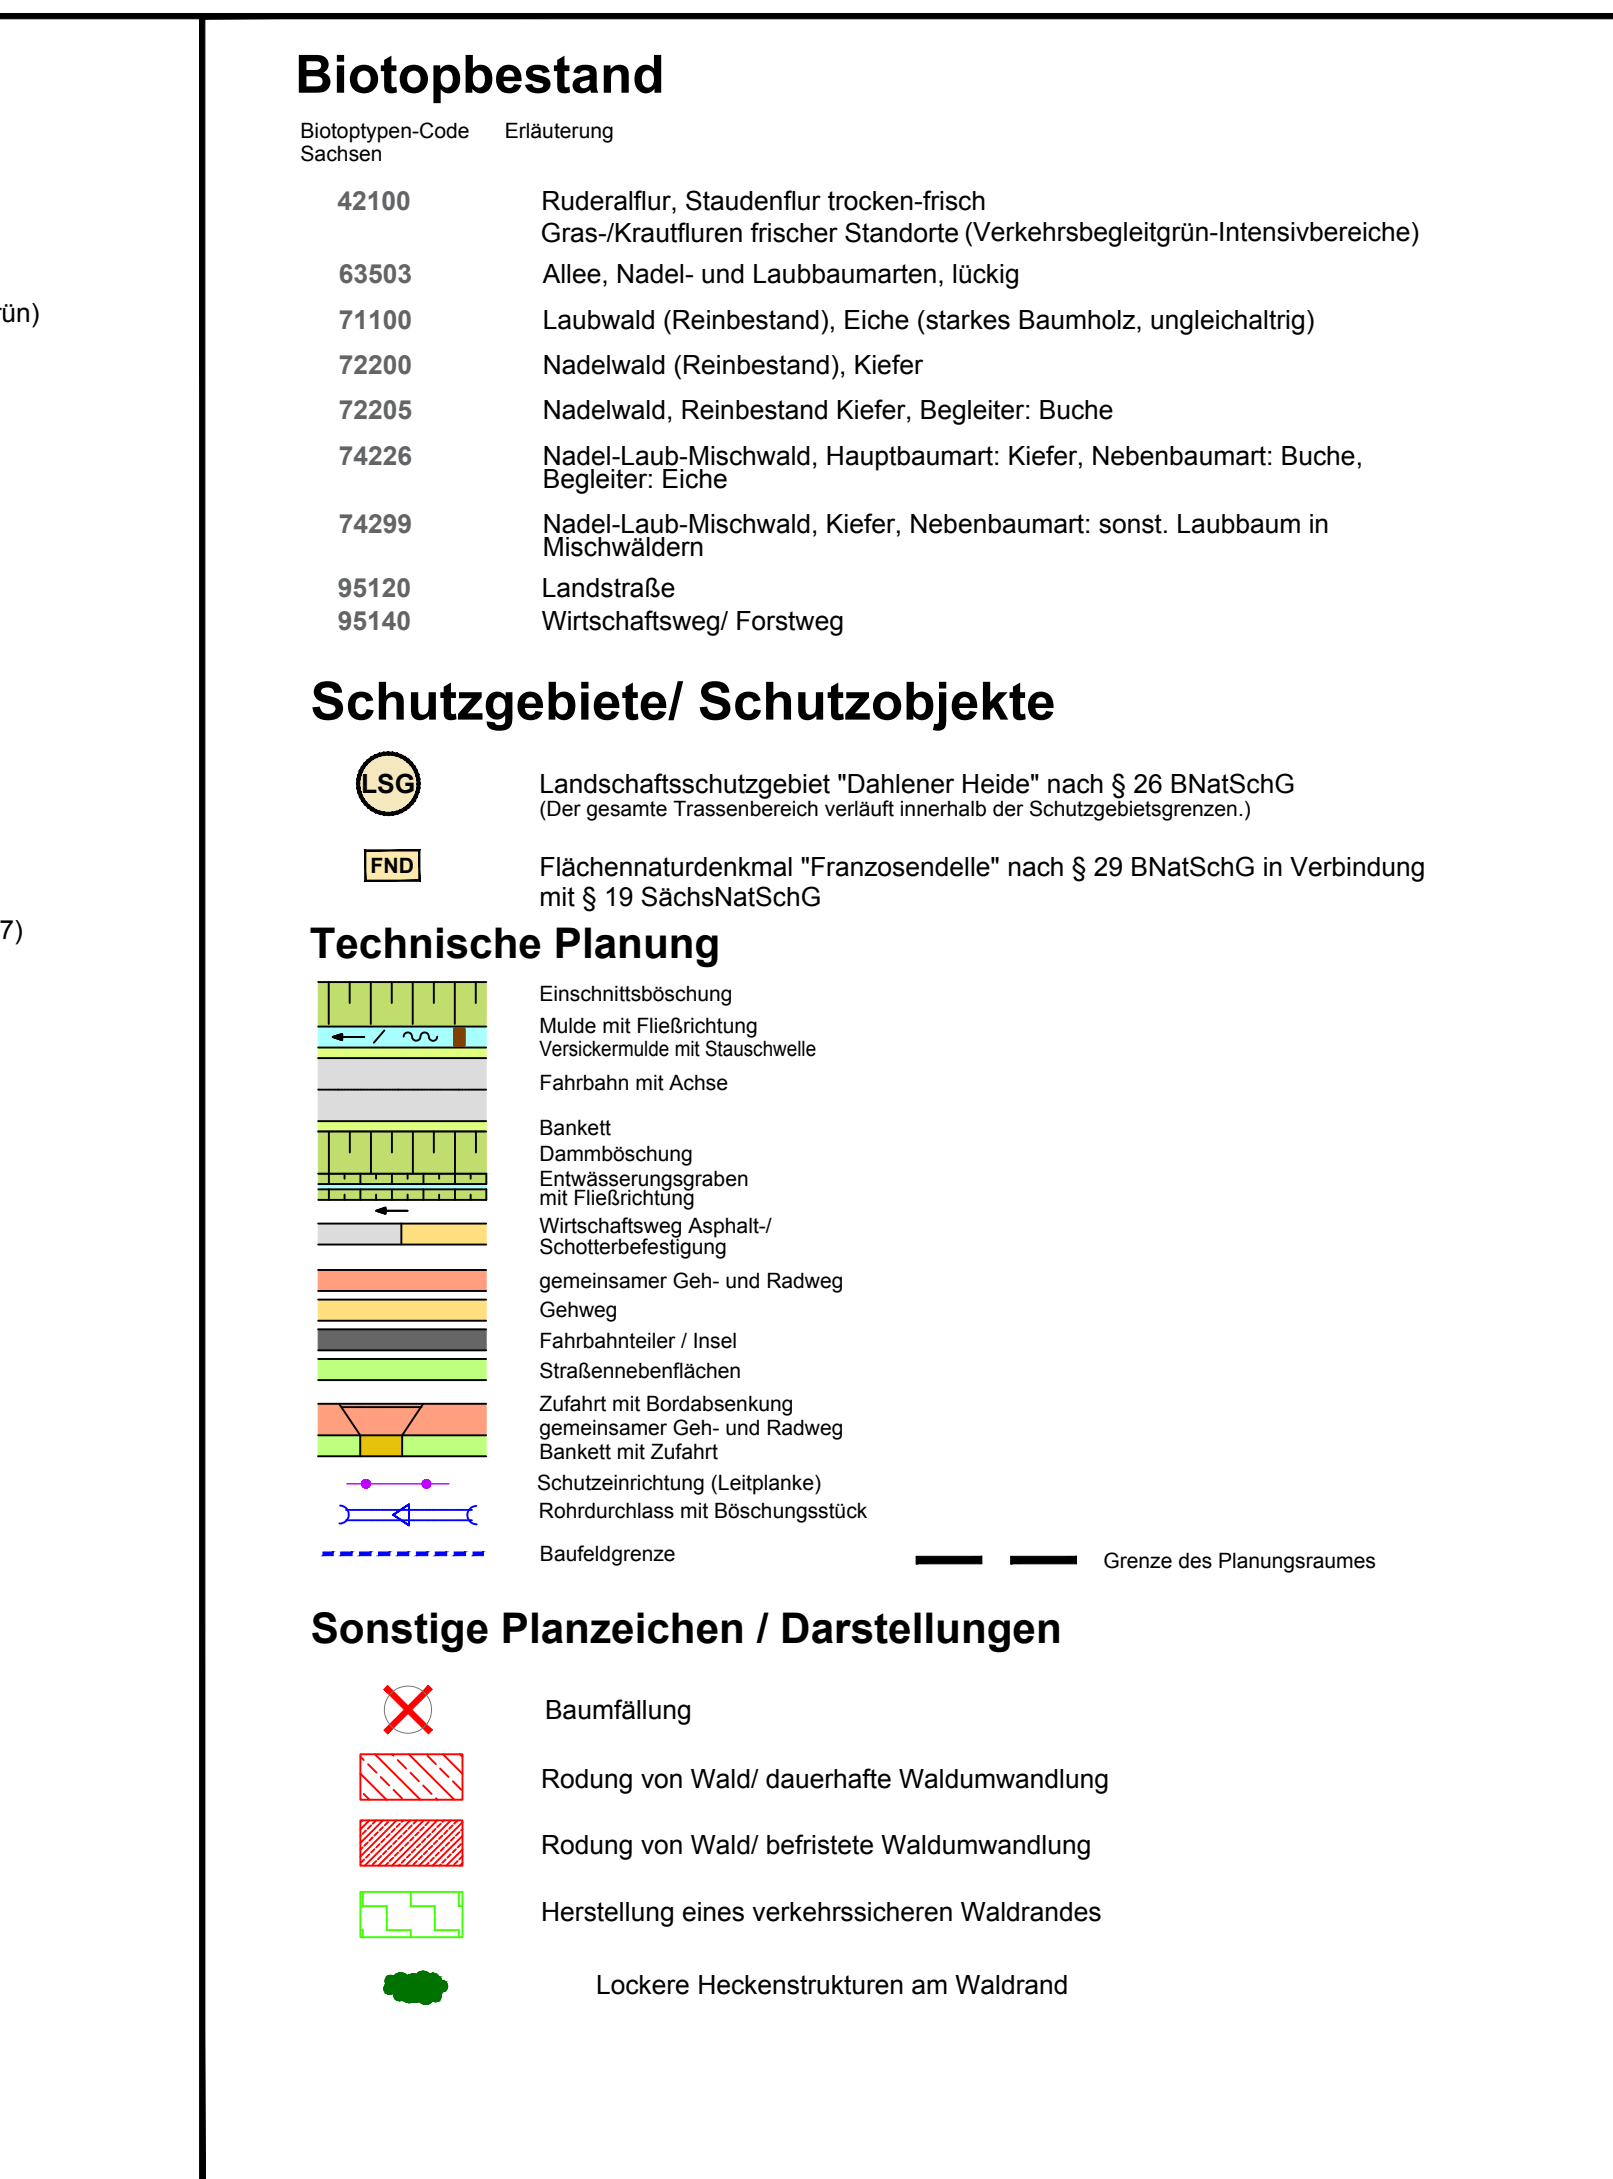 Biotopbestand
Biotoptypen-Code Erläuterung
Sachsen
42100 Ruderalflur, Staudenflur trocken-frisch
Gras-/Krautfluren frischer Standorte (Verkehrsbegleitgrün-Intensivbereiche)
63503 Allee, Nadel- und Laubbaumarten, lückig
71100 Laubwald (Reinbestand), Eiche (starkes Baumholz, ungleichaltrig)
72200 Nadelwald (Reinbestand), Kiefer
72205 Nadelwald, Reinbestand Kiefer, Begleiter: Buche
74226 Nadel-Laub-Mischwald, Hauptbaumart: Kiefer, Nebenbaumart: Buche,
Begleiter: Eiche
74299 Nadel-Laub-Mischwald, Kiefer, Nebenbaumart: sonst. Laubbaum in
Mischwäldern
95120 Landstraße
95140 Wirtschaftsweg/ Forstweg
Schutzgebiete/ Schutzobjekte
LSG Landschaftsschutzgebiet "Dahlener Heide" nach § 26 BNatSchG
(Der gesamte Trassenbereich verläuft innerhalb der Schutzgebietsgrenzen.)
FND Flächennaturdenkmal "Franzosendelle" nach § 29 BNatSchG in Verbindung
mit § 19 SächsNatSchG
Technische Planung
Einschnittsböschung
Mulde mit Fließrichtung
Versickermulde mit Stauschwelle
Fahrbahn mit Achse
Bankett
Dammböschung
Entwässerungsgraben
mit Fließrichtung
Wirtschaftsweg Asphalt-/
Schotterbefestigung
gemeinsamer Geh- und Radweg
Gehweg
Fahrbahnteiler / Insel
Straßennebenflächen
Zufahrt mit Bordabsenkung
gemeinsamer Geh- und Radweg
Bankett mit Zufahrt
Schutzeinrichtung (Leitplanke)
Rohrdurchlass mit Böschungsstück
Baufeldgrenze
Grenze des Planungsraumes
Sonstige Planzeichen / Darstellungen
Baumfällung
Rodung von Wald/ dauerhafte Waldumwandlung
Rodung von Wald/ befristete Waldumwandlung
Herstellung eines verkehrssicheren Waldrandes
Lockere Heckenstrukturen am Waldrand
7)